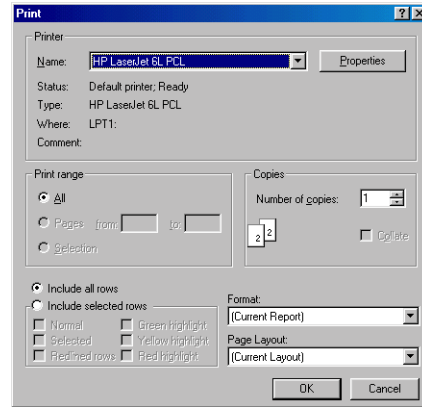 Print
Printer
Name: HP LaserJet 6L PCL Properties
Status: Default printer; Ready
Type: HP LaserJet 6L PCL
Where: LPT1:
Comment:
Print range
All
Pages from: to:
Selection
Copies
Number of copies: 1
2 2
Collate
Include all rows
Include selected rows
Normal Green highlight
Selected Yellow highlight
Redlined rows Red highlight
Format:
(Current Report)
Page Layout:
(Current Layout)
OK Cancel